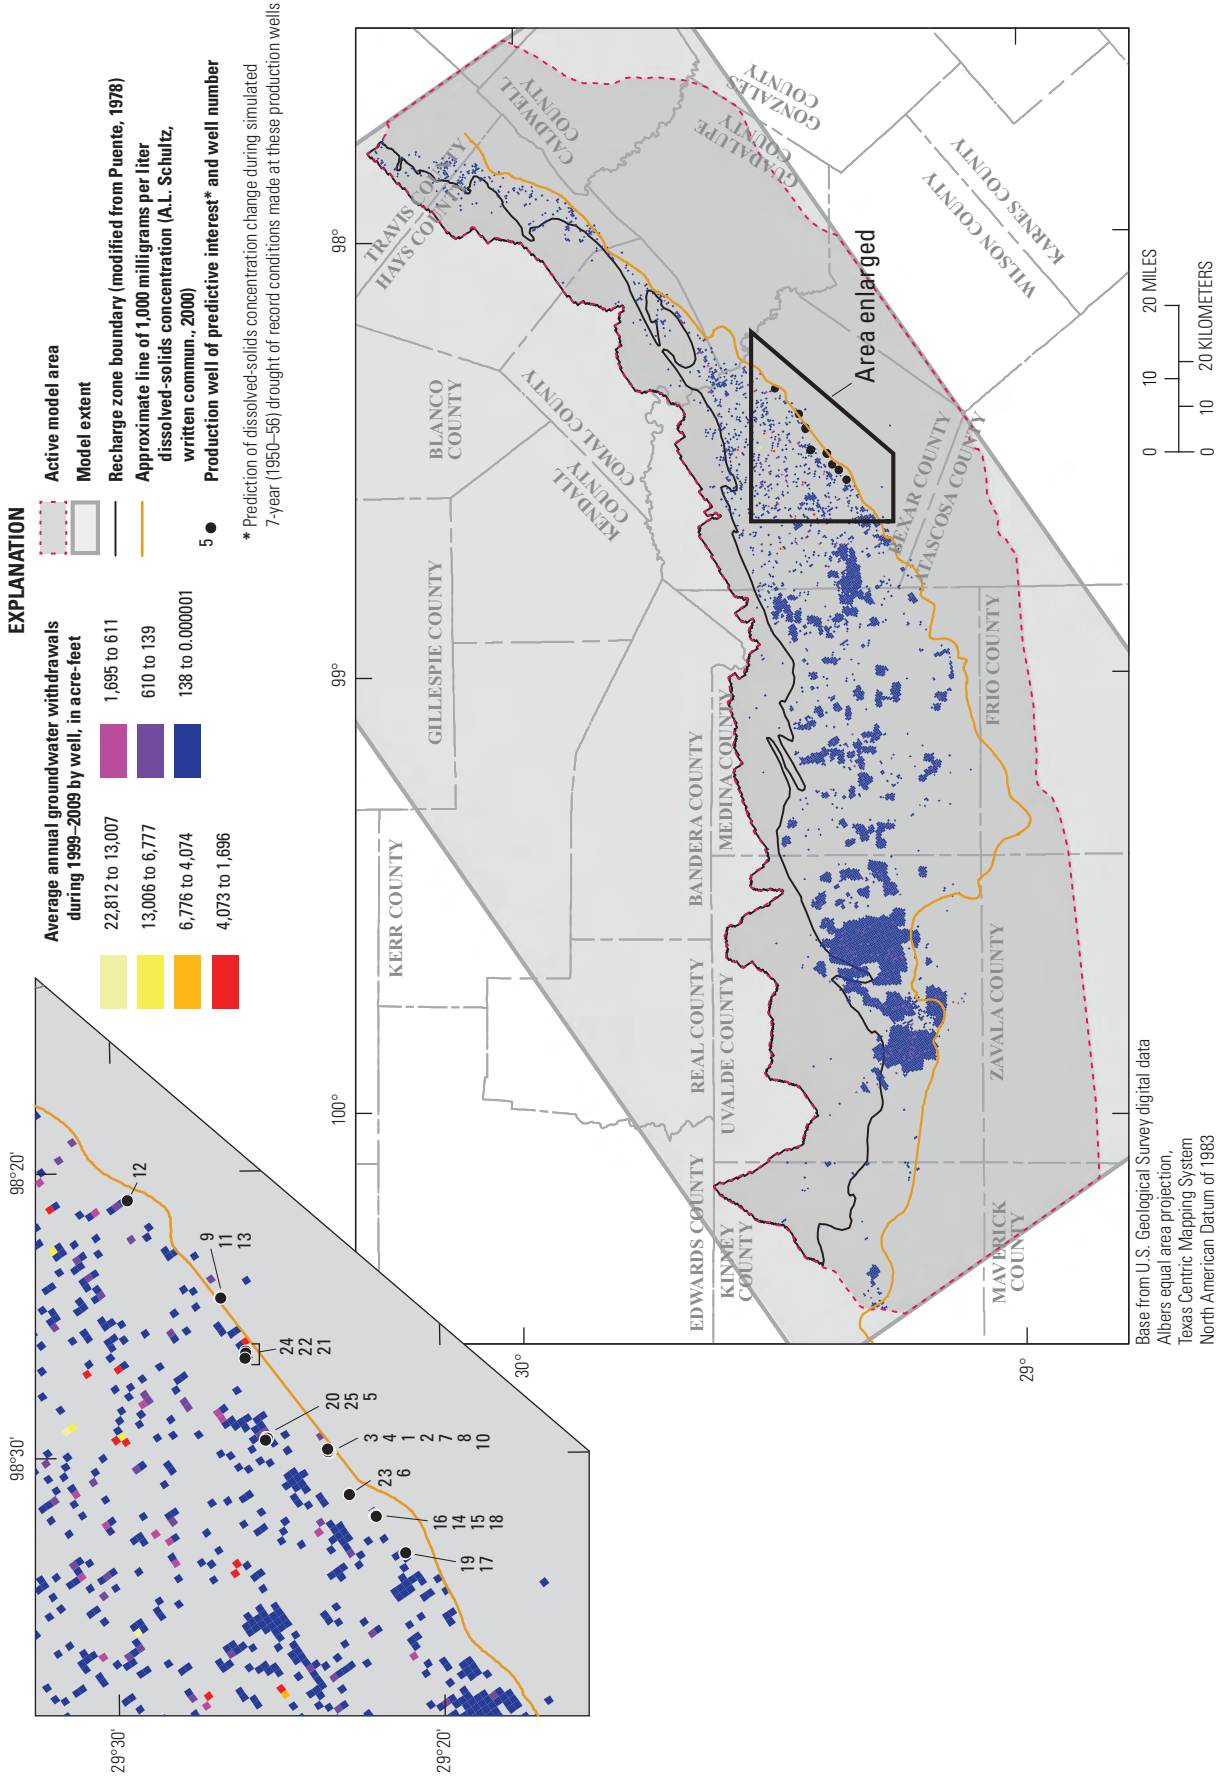 EXPLANATION
Average annual groundwater withdrawals
during 1999–2009 by well, in acre-feet
22,812 to 13,007
13,006 to 6,777
6,776 to 4,074
4,073 to 1,696
1,695 to 611
610 to 139
138 to 0.000001
Active model area
Model extent
Recharge zone boundary (modified from Puente, 1978)
Approximate line of 1,000 milligrams per liter
dissolved-solids concentration (A.L. Schultz,
written commun., 2000)
5
Production well of predictive interest* and well number
* Prediction of dissolved-solids concentration change during simulated
7-year (1950–56) drought of record conditions made at these production wells
98°30'
98°20'
29°30'
29°20'
19
17
16
14
15
18
23
6
3
4
1
2
7
8
10
20
25
5
24
22
21
9
11
13
12
100°
99°
98°
30°
29°
KERR COUNTY
GILLESPIE COUNTY
BLANCO
COUNTY
TRAVIS COUNTY
HAYS COUNTY
CALDWELL
COUNTY
KENDALL
COUNTY
COMAL COUNTY
GUADALUPE
COUNTY
GONZALES
COUNTY
EDWARDS COUNTY
REAL COUNTY
BANDERA COUNTY
KINNEY
COUNTY
UVALDE COUNTY
MEDINA COUNTY
BEXAR COUNTY
ATASCOSA COUNTY
WILSON COUNTY
KARNES COUNTY
MAVERICK
COUNTY
ZAVALA COUNTY
FRIO COUNTY
Area enlarged
Base from U.S. Geological Survey digital data
Albers equal area projection,
Texas Centric Mapping System
North American Datum of 1983
0 10 20 MILES
0 10 20 KILOMETERS